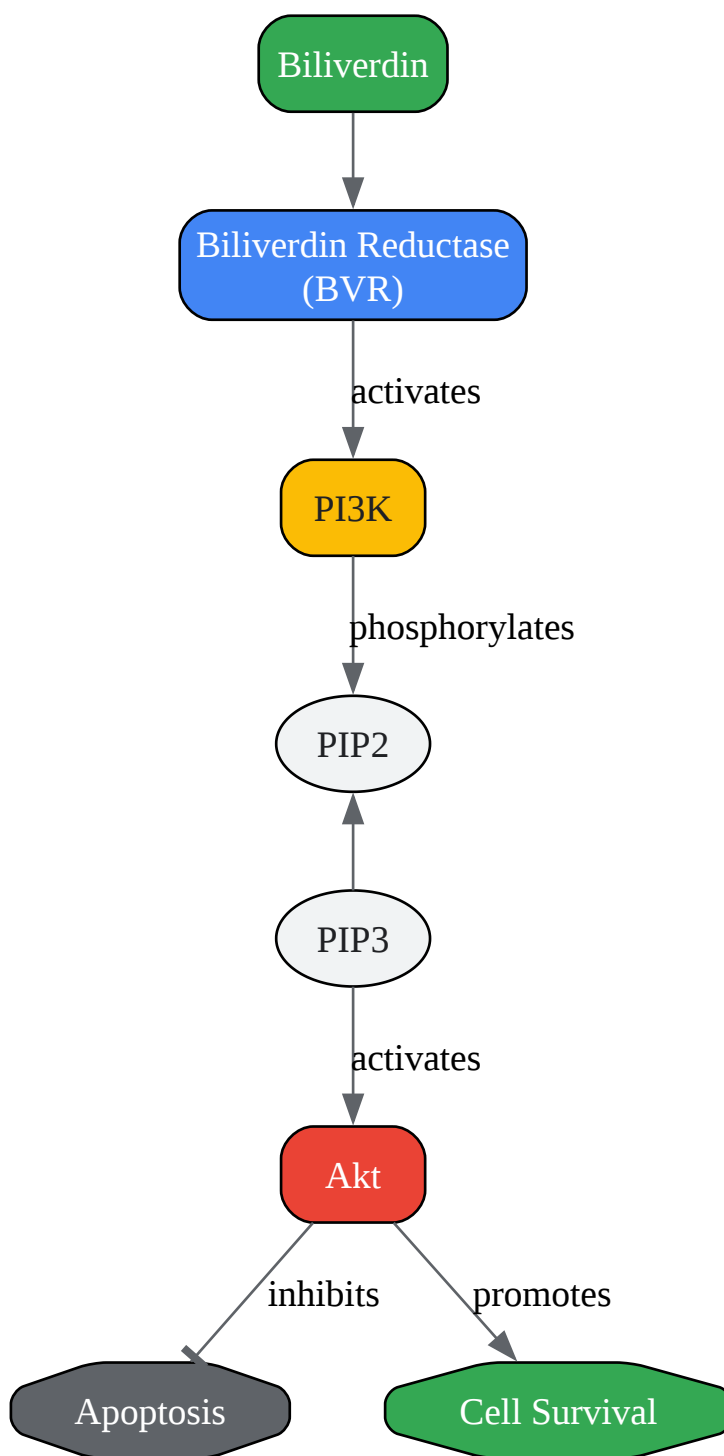 Biliverdin
Biliverdin Reductase
(BVR)
activates
PI3K
phosphorylates
PIP2
PIP3
activates
Akt
inhibits
promotes
Apoptosis
Cell Survival